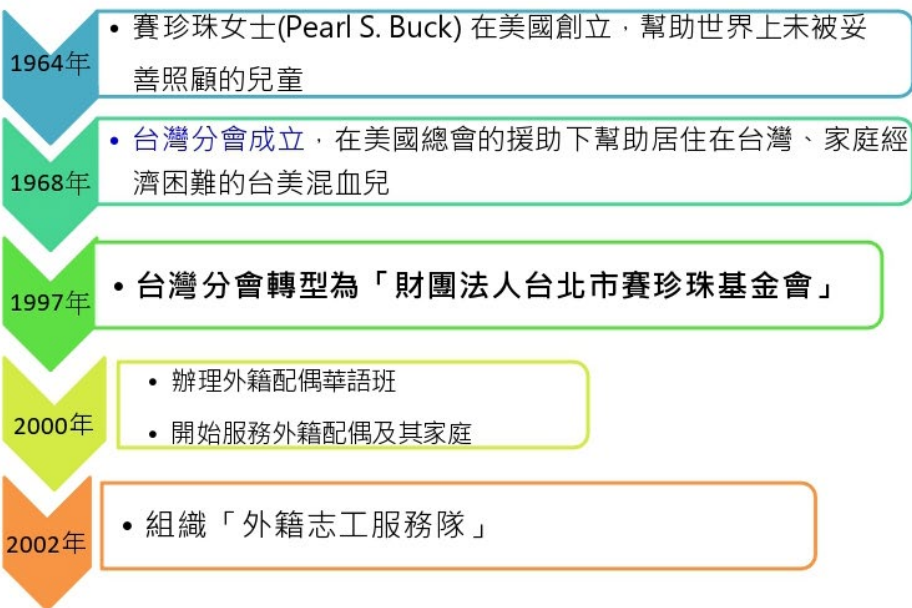 1964年
• 賽珍珠女士(Pearl S. Buck) 在美國創立，幫助世界上未被妥
善照顧的兒童
1968年
• 台灣分會成立，在美國總會的援助下幫助居住在台灣、家庭經
濟困難的台美混血兒
1997年
• 台灣分會轉型為「財團法人台北市賽珍珠基金會」
2000年
• 辦理外籍配偶華語班
• 開始服務外籍配偶及其家庭
2002年
• 組織「外籍志工服務隊」